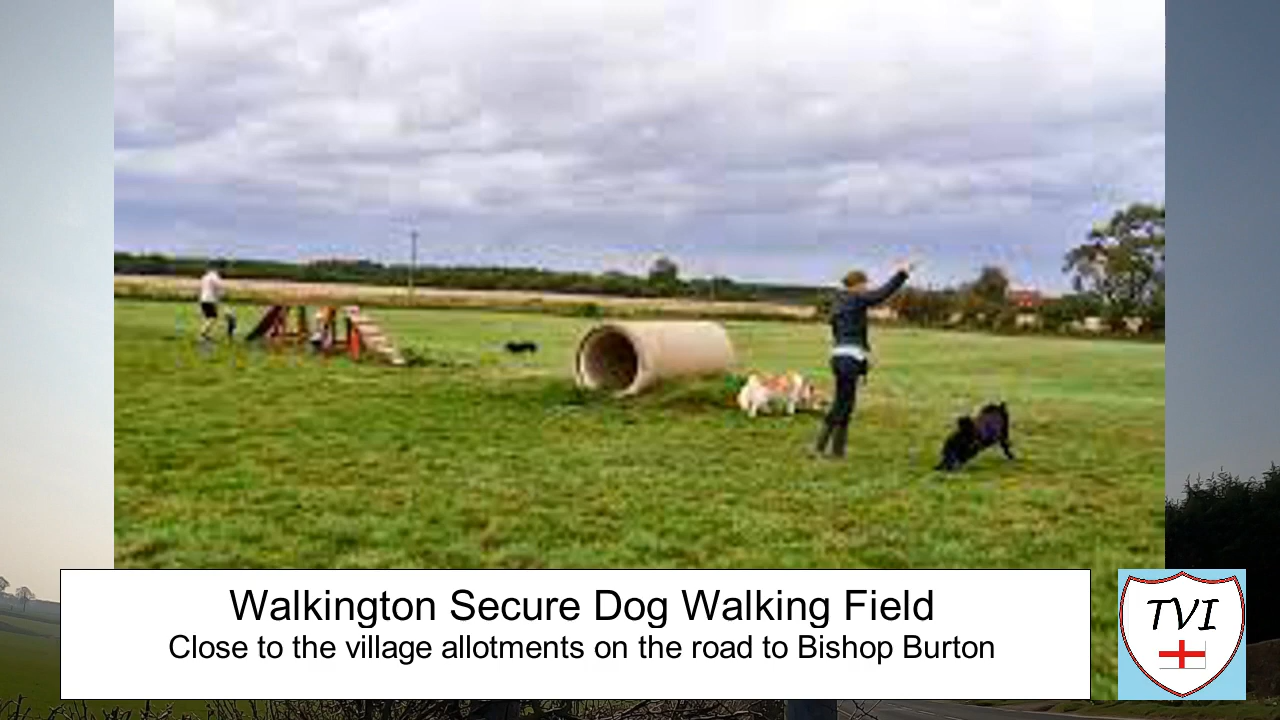 Walkington Secure Dog Walking Field
Close to the village allotments on the road to Bishop Burton
TVI